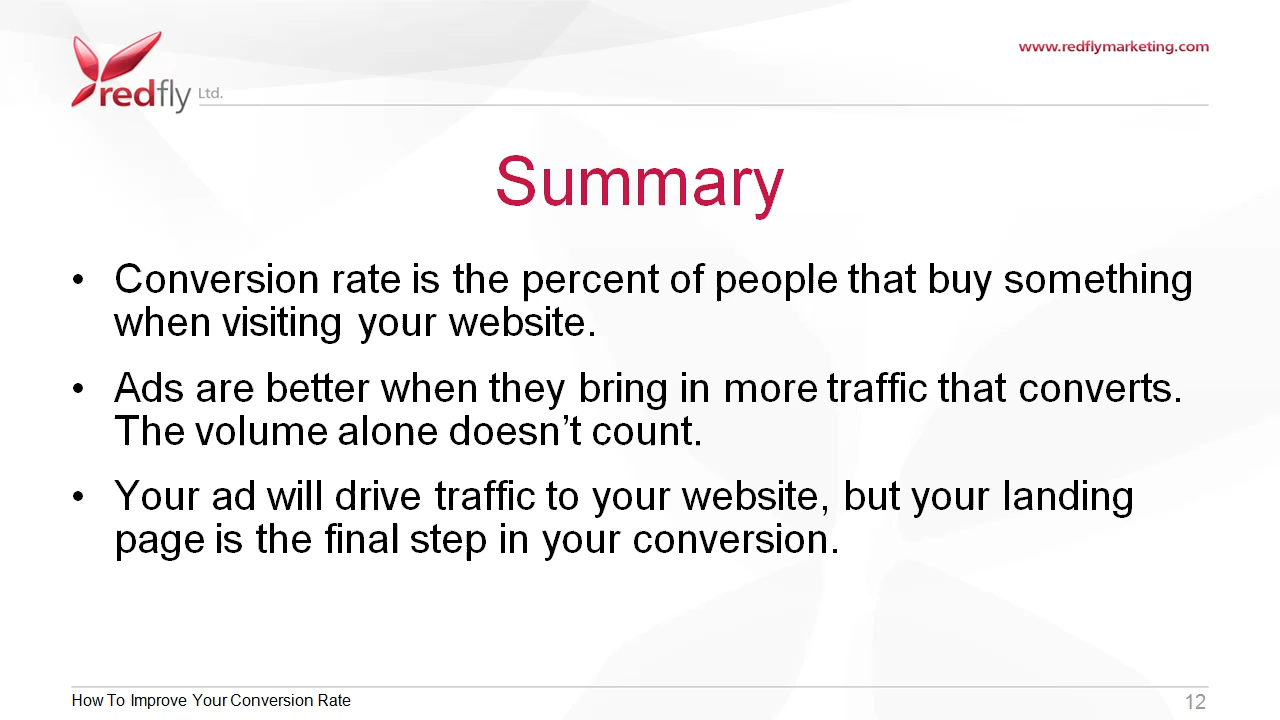 redfly Ltd.
www.redflymarketing.com
Summary
• Conversion rate is the percent of people that buy something
when visiting your website.
• Ads are better when they bring in more traffic that converts.
The volume alone doesn’t count.
• Your ad will drive traffic to your website, but your landing
page is the final step in your conversion.
How To Improve Your Conversion Rate
12